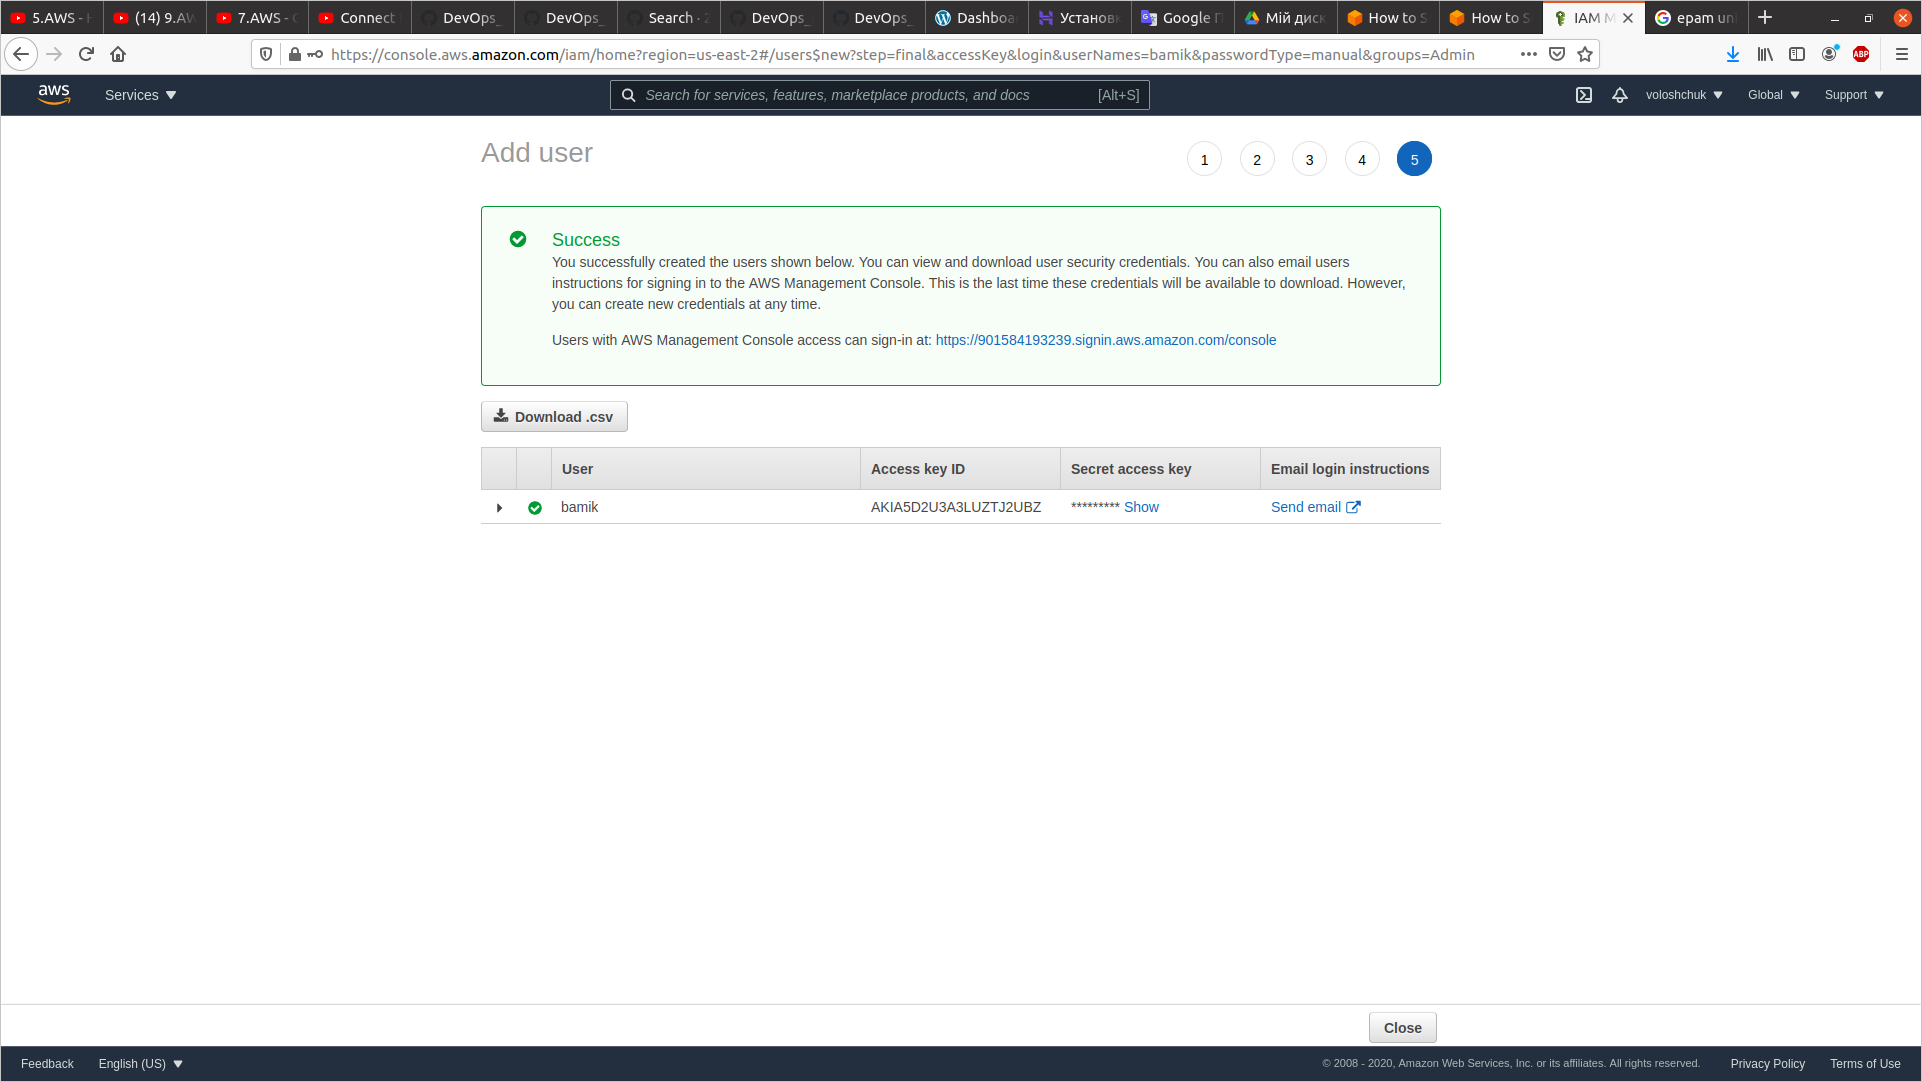 5.AWS - H
(14) 9.AW
7.AWS - C
Connect
DevOps_
DevOps_
Search · 2
DevOps_
DevOps_
Dashboa
Установк
Google П
Мій диск
How to S
How to S
IAM M
epam uni
https://console.aws.amazon.com/iam/home?region=us-east-2#/users$new?step=final&accessKey&login&userNames=bamik&passwordType=manual&groups=Admin
ABP
aws
Services
Search for services, features, marketplace products, and docs
[Alt+S]
voloshchuk
Global
Support
Add user
1
2
3
4
5
Success
You successfully created the users shown below. You can view and download user security credentials. You can also email users
instructions for signing in to the AWS Management Console. This is the last time these credentials will be available to download. However,
you can create new credentials at any time.
Users with AWS Management Console access can sign-in at: https://901584193239.signin.aws.amazon.com/console
Download .csv
User
Access key ID
Secret access key
Email login instructions
bamik
AKIA5D2U3A3LUZTJ2UBZ
********* Show
Send email
Close
Feedback
English (US)
© 2008 - 2020, Amazon Web Services, Inc. or its affiliates. All rights reserved.
Privacy Policy
Terms of Use